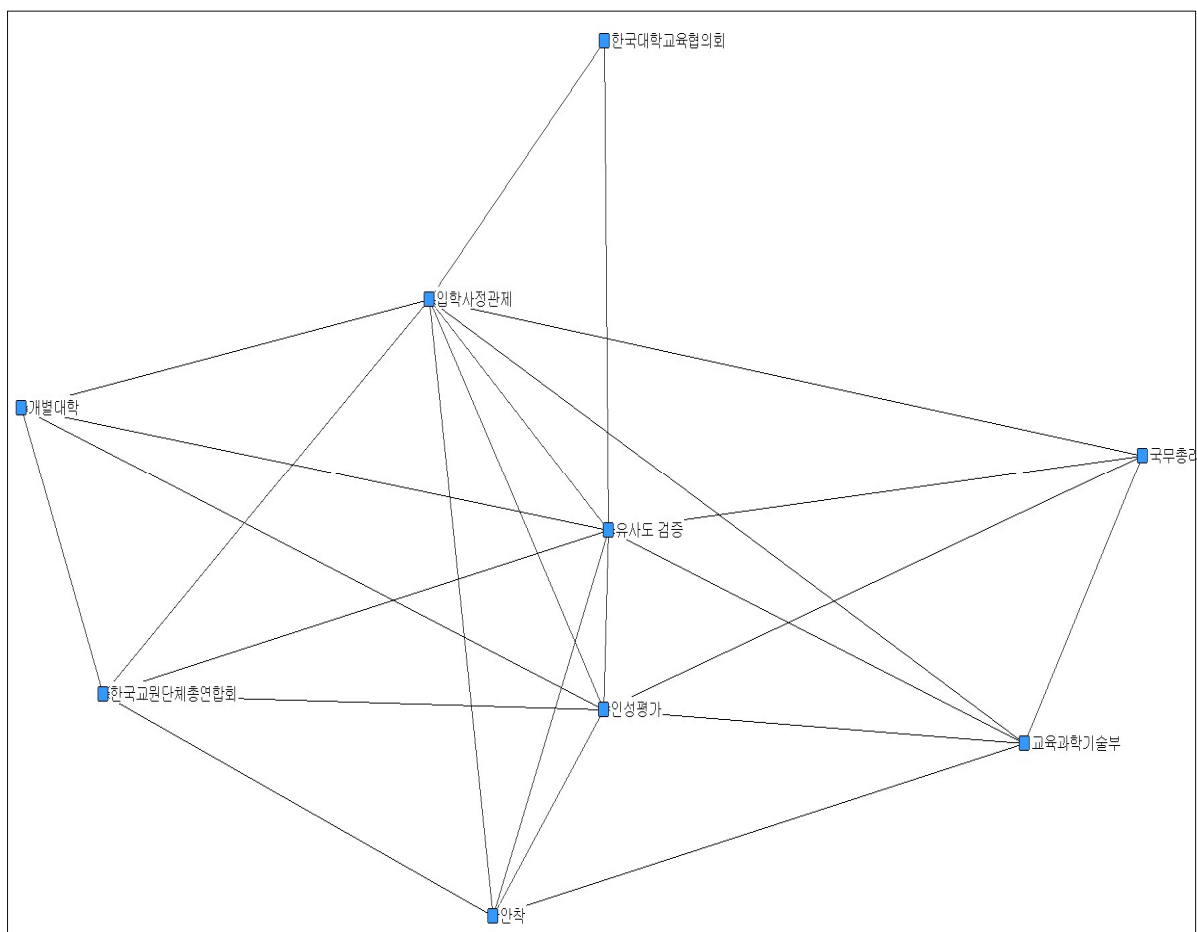 한국대학교육협의회
입학사정관제
개별대학
국무총리
유사도 검증
한국교원단체총연합회
인성평가
교육과학기술부
안착